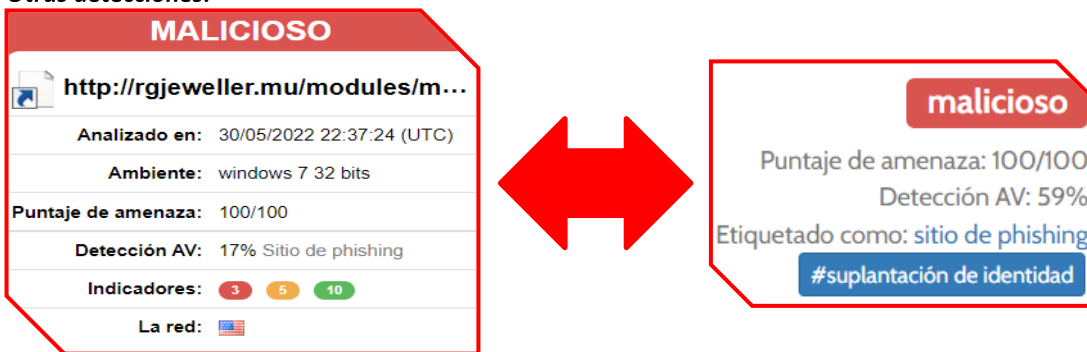 Otras detecciones:
MALICIOSO
http://rgjeweller.mu/modules/m...
Analizado en: 30/05/2022 22:37:24 (UTC)
Ambiente: windows 7 32 bits
Puntaje de amenaza: 100/100
Detección AV: 17% Sitio de phishing
Indicadores: 3 5 10
La red:
malicioso
Puntaje de amenaza: 100/100
Detección AV: 59%
Etiquetado como: sitio de phishing
#suplantación de identidad